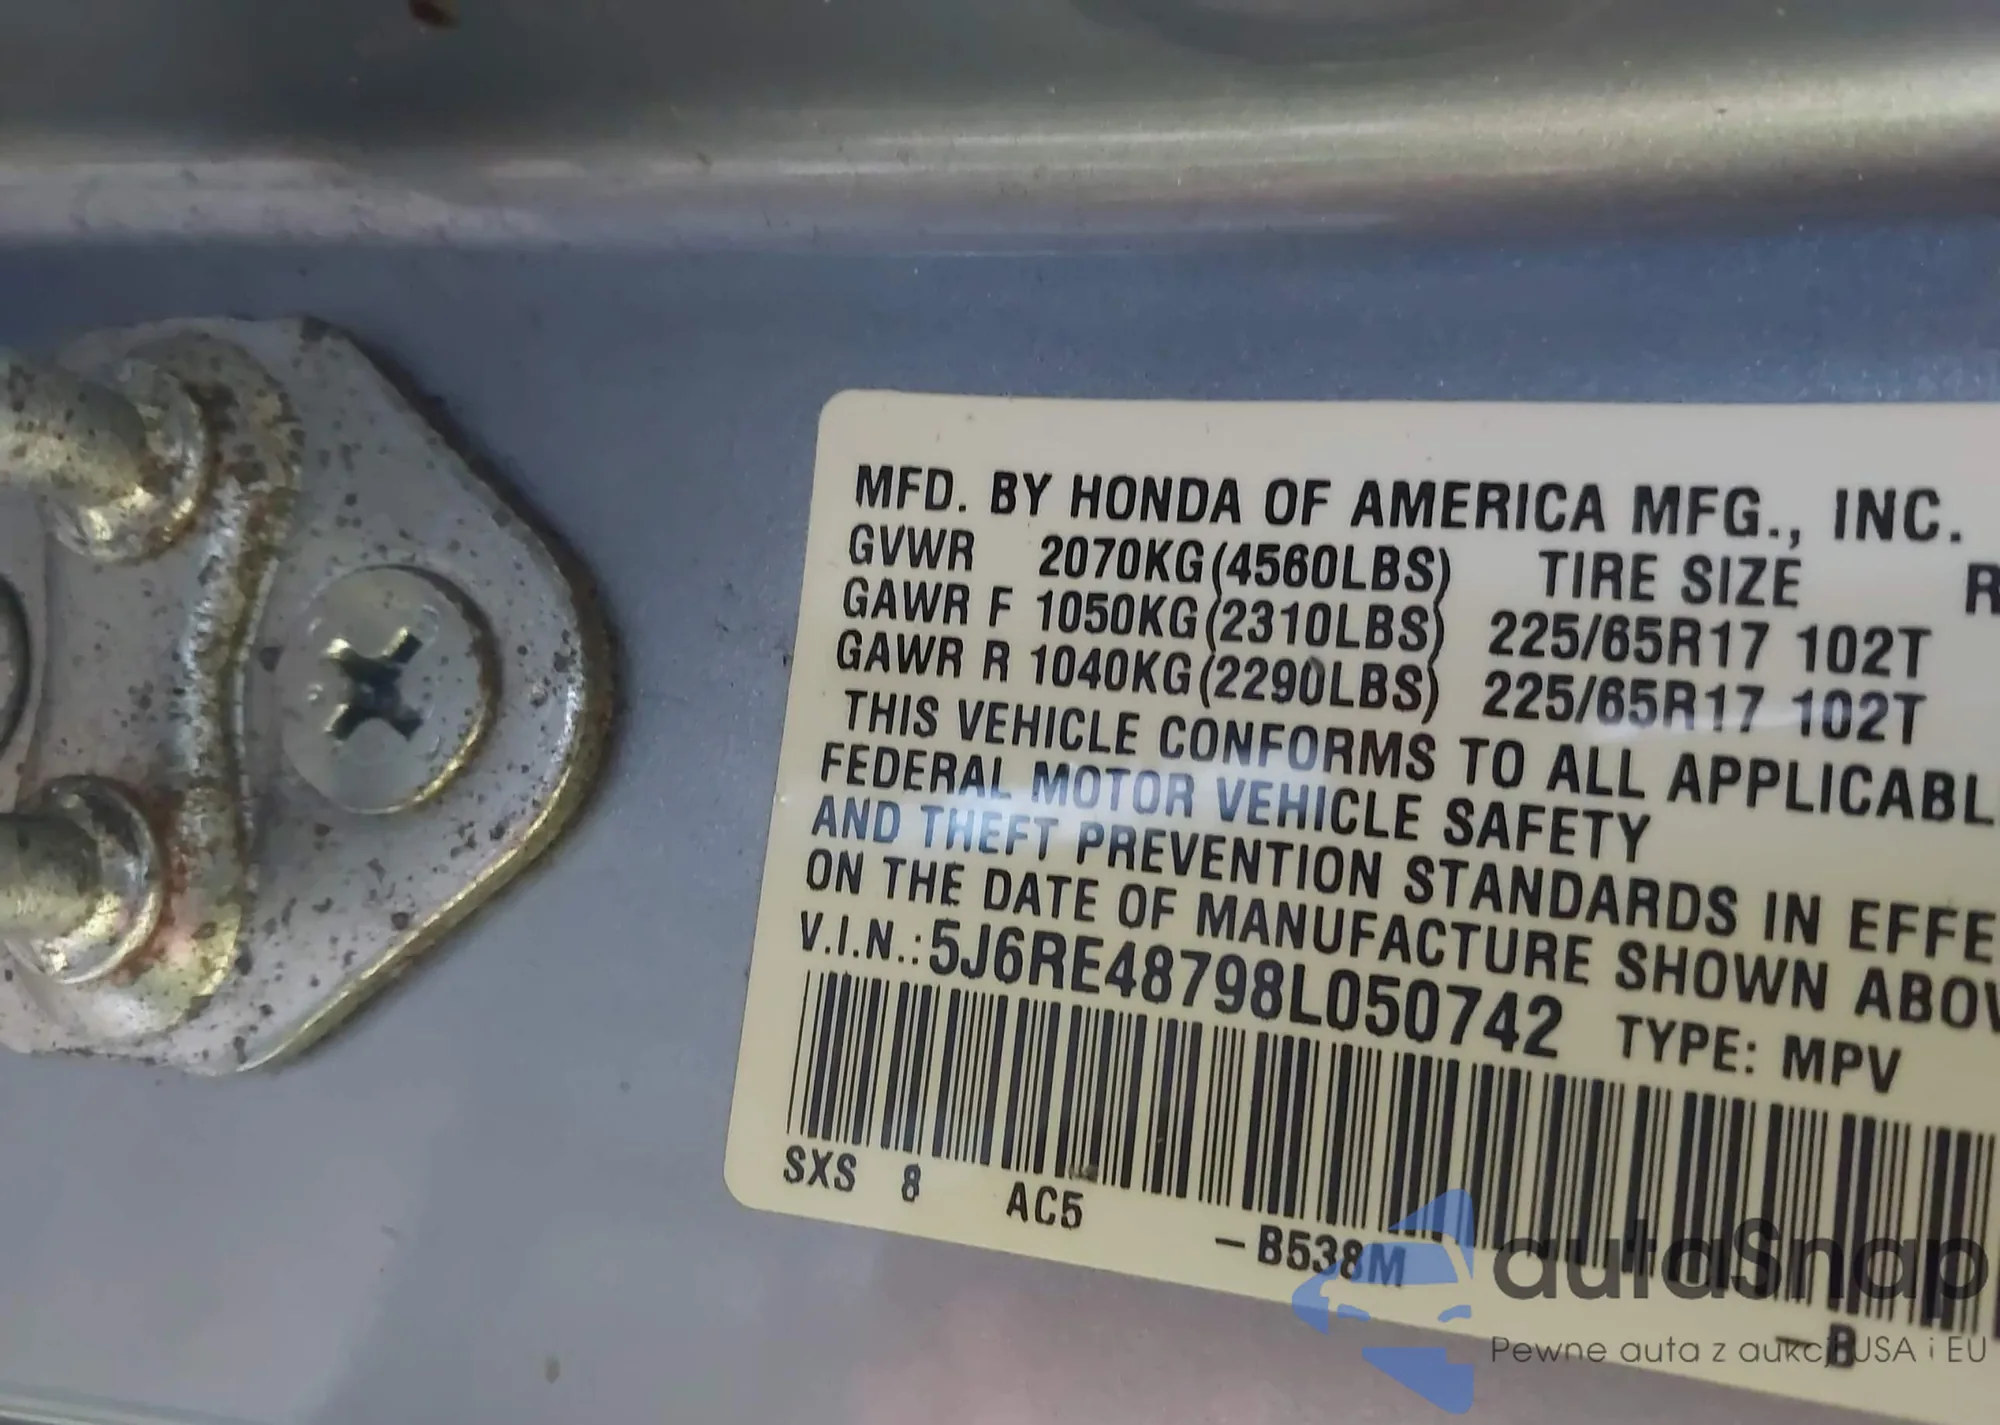 MFD. BY HONDA OF AMERICA MFG., INC.
GVWR 2070KG(4560LBS) TIRE SIZE R
GAWR F 1050KG(2310LBS) 225/65R17 102T
GAWR R 1040KG(2290LBS) 225/65R17 102T
THIS VEHICLE CONFORMS TO ALL APPLICABL
FEDERAL MOTOR VEHICLE SAFETY
AND THEFT PREVENTION STANDARDS IN EFFE
ON THE DATE OF MANUFACTURE SHOWN ABOV
V.I.N.:5J6RE48798L050742 TYPE: MPV
SXS 8 AC5 -B538M -B
autaSnap
Pewne auta z aukcji USA i EU